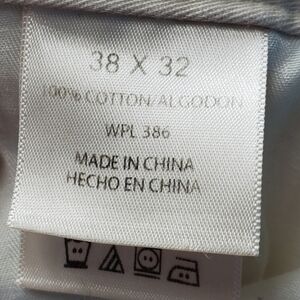 38 X 32
100% COTTON/ALGODON
WPL 386
MADE IN CHINA
HECHO EN CHINA